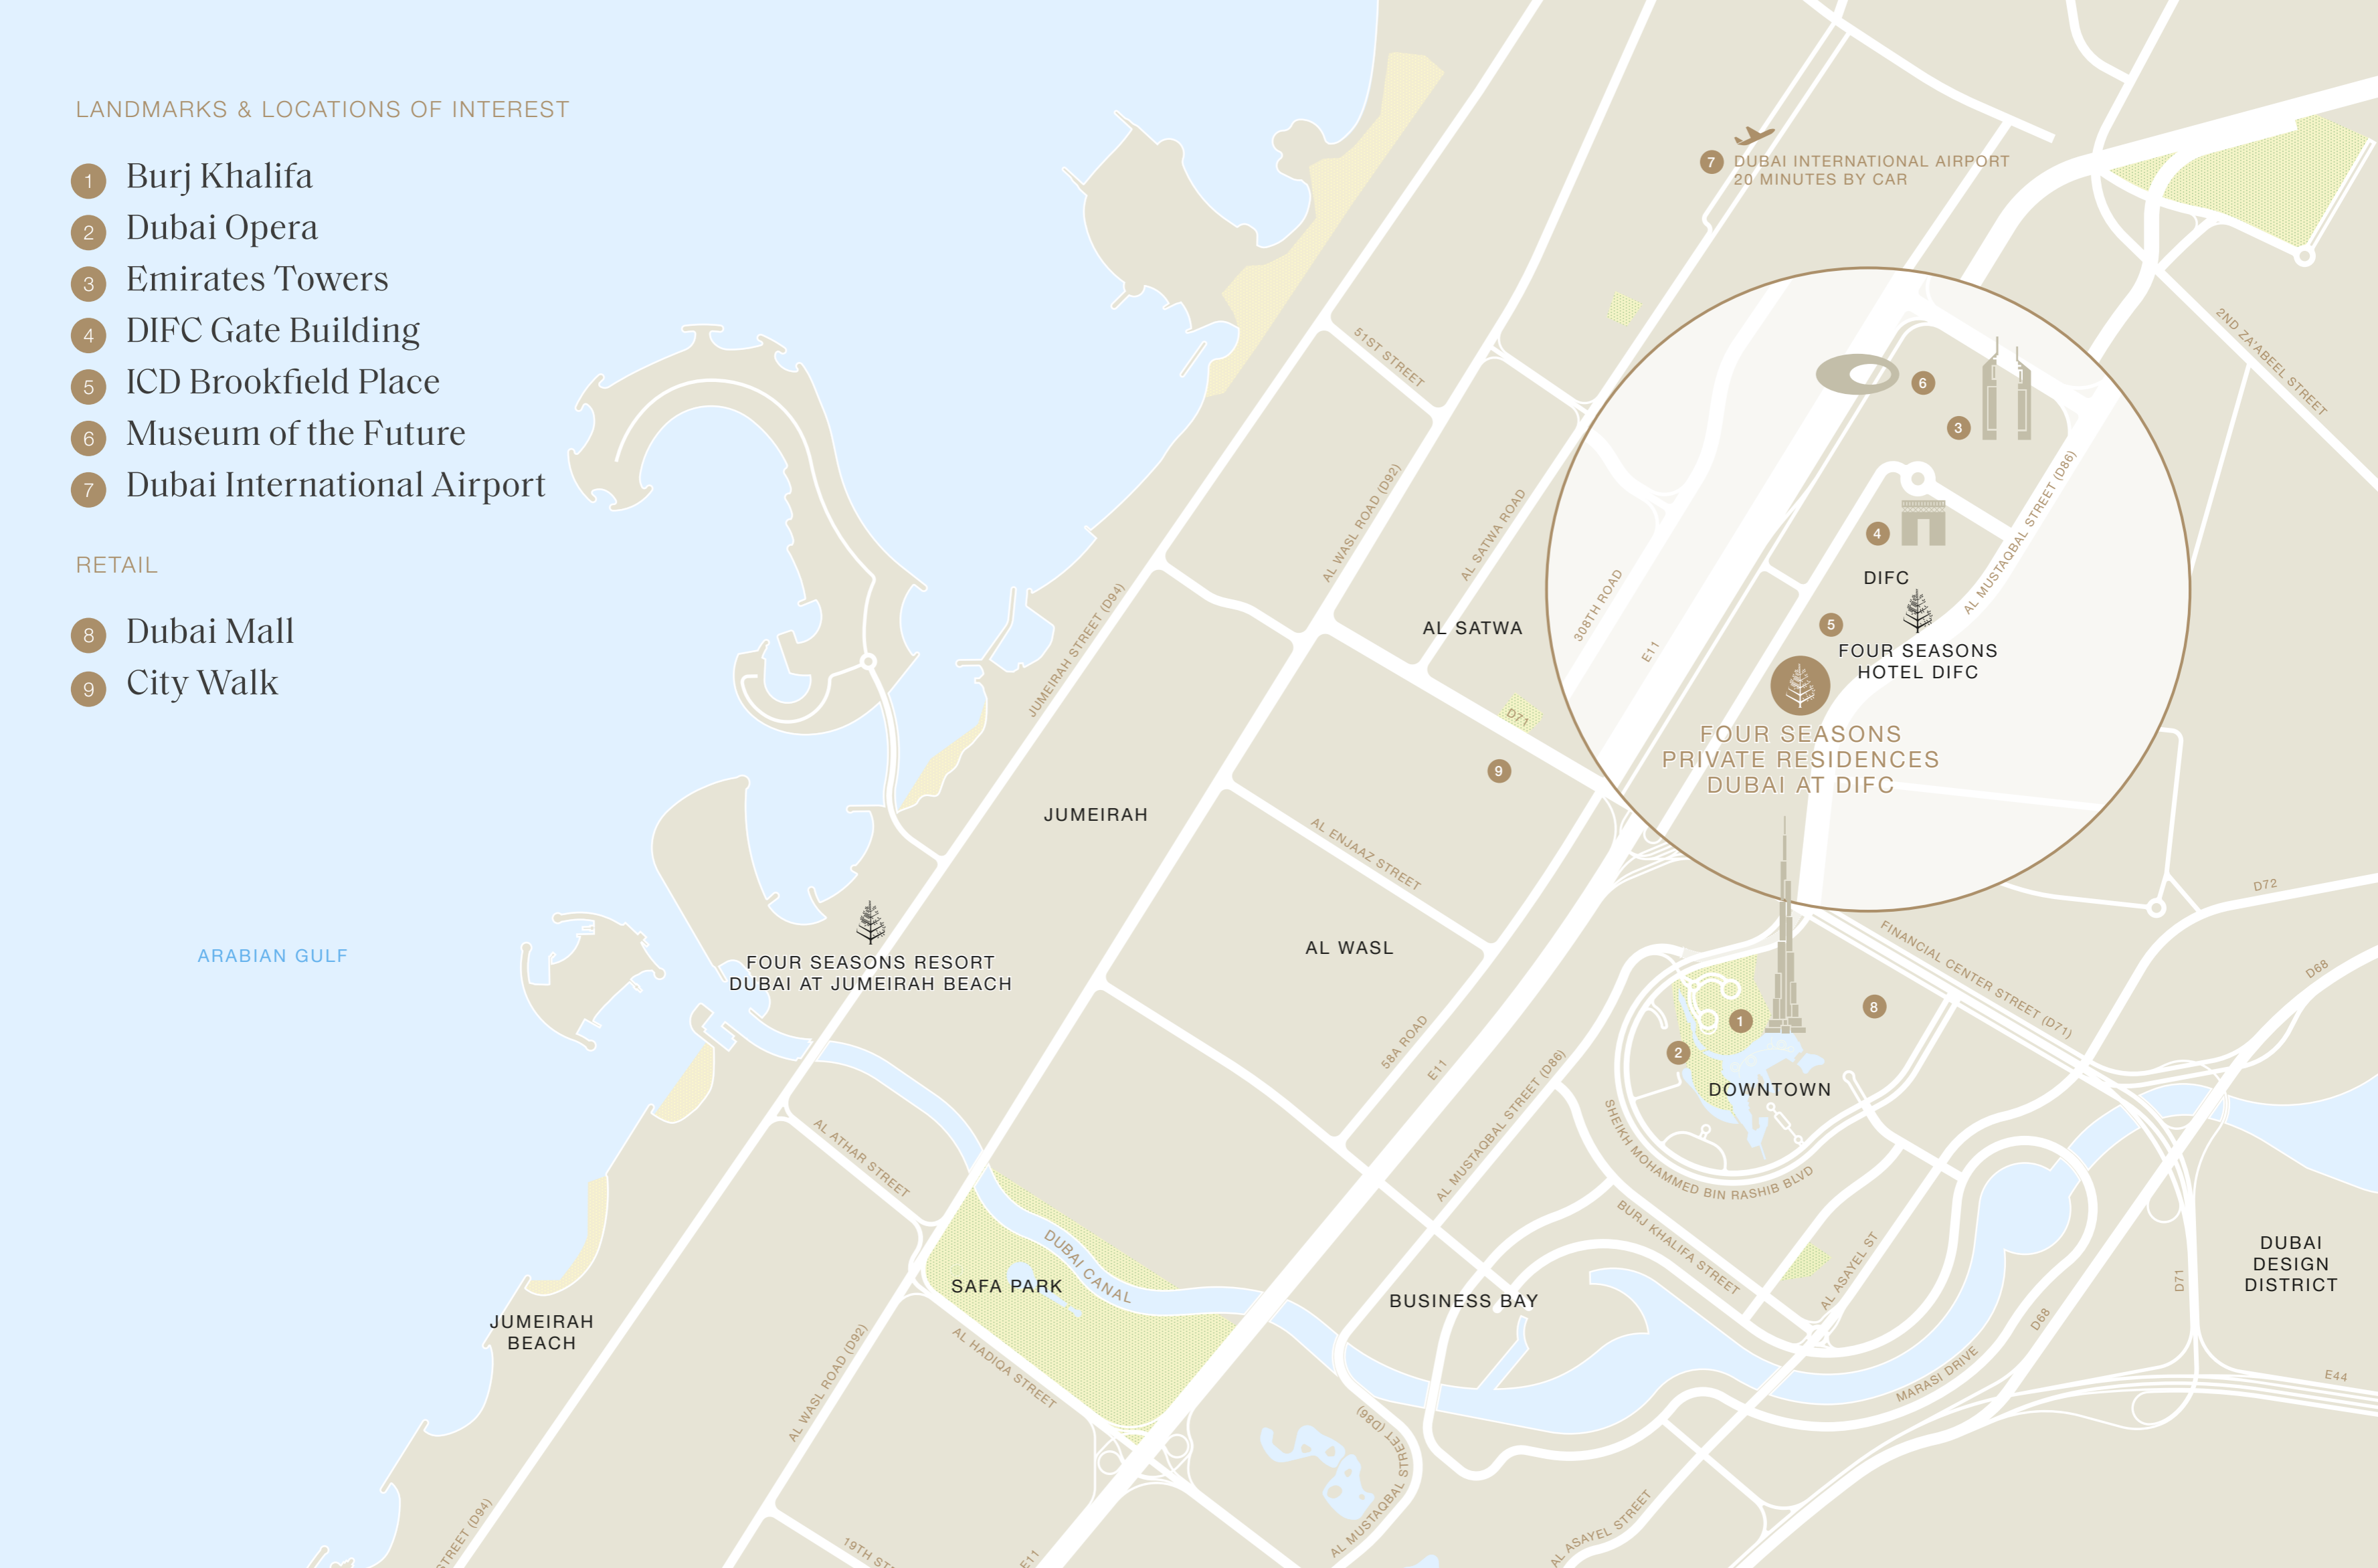 LANDMARKS & LOCATIONS OF INTEREST
1 Burj Khalifa
2 Dubai Opera
3 Emirates Towers
4 DIFC Gate Building
5 ICD Brookfield Place
6 Museum of the Future
7 Dubai International Airport
RETAIL
8 Dubai Mall
9 City Walk
ARABIAN GULF
7 DUBAI INTERNATIONAL AIRPORT
20 MINUTES BY CAR
2ND ZA'ABEEL STREET
51ST STREET
6
3
AL WASL ROAD (D92)
AL SATWA ROAD
AL MUSTAQBAL STREET (D86)
4
DIFC
308TH ROAD
JUMEIRAH STREET (D94)
AL SATWA
5
E11
FOUR SEASONS
HOTEL DIFC
D71
FOUR SEASONS
PRIVATE RESIDENCES
DUBAI AT DIFC
9
JUMEIRAH
AL ENJAAZ STREET
D72
AL WASL
FINANCIAL CENTER STREET (D71)
D68
FOUR SEASONS RESORT
DUBAI AT JUMEIRAH BEACH
8
1
2
58A ROAD
E11
DOWNTOWN
AL MUSTAQBAL STREET (D86)
SHEIKH MOHAMMED BIN RASHIB BLVD
AL ATHAR STREET
DUBAI CANAL
BURJ KHALIFA STREET
AL ASAYEL ST
DUBAI
DESIGN
DISTRICT
D71
SAFA PARK
BUSINESS BAY
JUMEIRAH
BEACH
D68
AL WASL ROAD (D92)
AL HADIQA STREET
MARASI DRIVE
E44
AL MUSTAQBAL STREET (D86)
AL MUSTAQBAL
AL ASAYEL STREET
STREET (D94)
19TH ST
E11